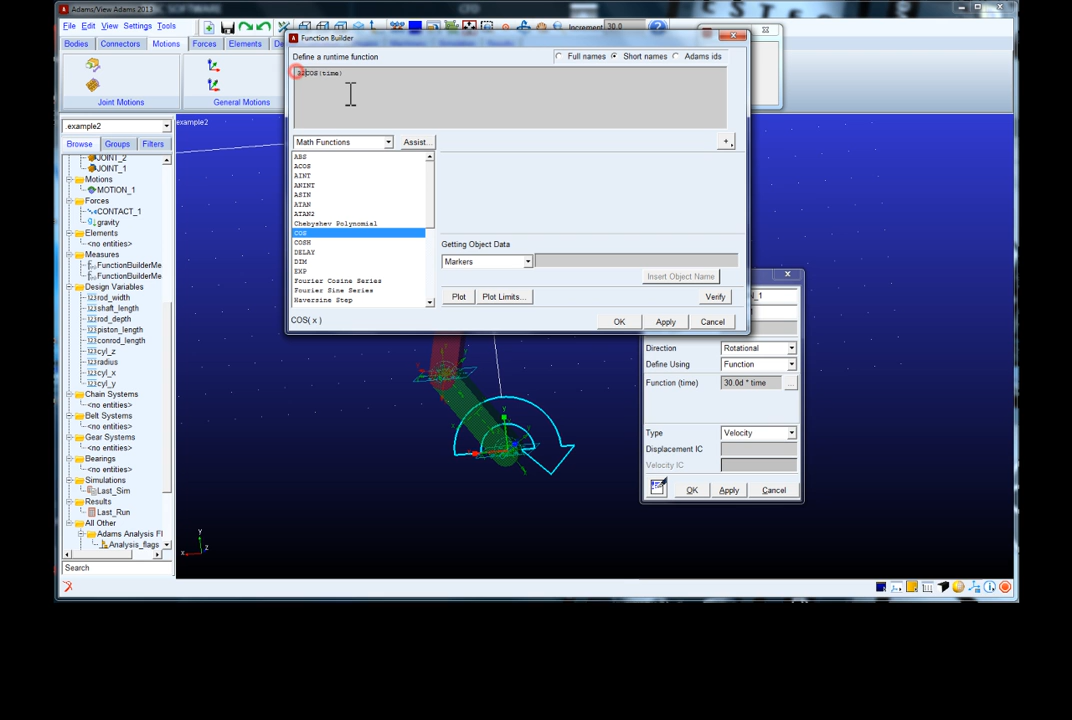 Adams/View Adams 2013
File Edit View Settings Tools
Increment 30.0
Bodies Connectors Motions Forces Elements
Joint Motions General Motions
.example2
Browse Groups Filters
JOINT_2
JOINT_1
Motions
MOTION_1
Forces
CONTACT_1
gravity
Elements
<no entities>
Measures
FunctionBuilderMe
FunctionBuilderMe
Design Variables
rod_width
shaft_length
rod_depth
piston_length
conrod_length
cyl_z
radius
cyl_x
cyl_y
Chain Systems
<no entities>
Belt Systems
<no entities>
Gear Systems
<no entities>
Bearings
<no entities>
Simulations
Last_Sim
Results
Last_Run
All Other
Adams Analysis Fl
Analysis_flags
Search
example2
Function Builder
Define a runtime function
Full names Short names Adams ids
COS(time)
Math Functions Assist...
ABS
ACOS
AINT
ANINT
ASIN
ATAN
ATAN2
Chebyshev Polynomial
COS
COSH
DELAY
DIM
EXP
Fourier Cosine Series
Fourier Sine Series
Haversine Step
Getting Object Data
Markers
Insert Object Name
Plot Plot Limits... Verify
COS( x )
OK Apply Cancel
Direction Rotational
Define Using Function
Function (time) 30.0d * time ...
Type Velocity
Displacement IC
Velocity IC
OK Apply Cancel